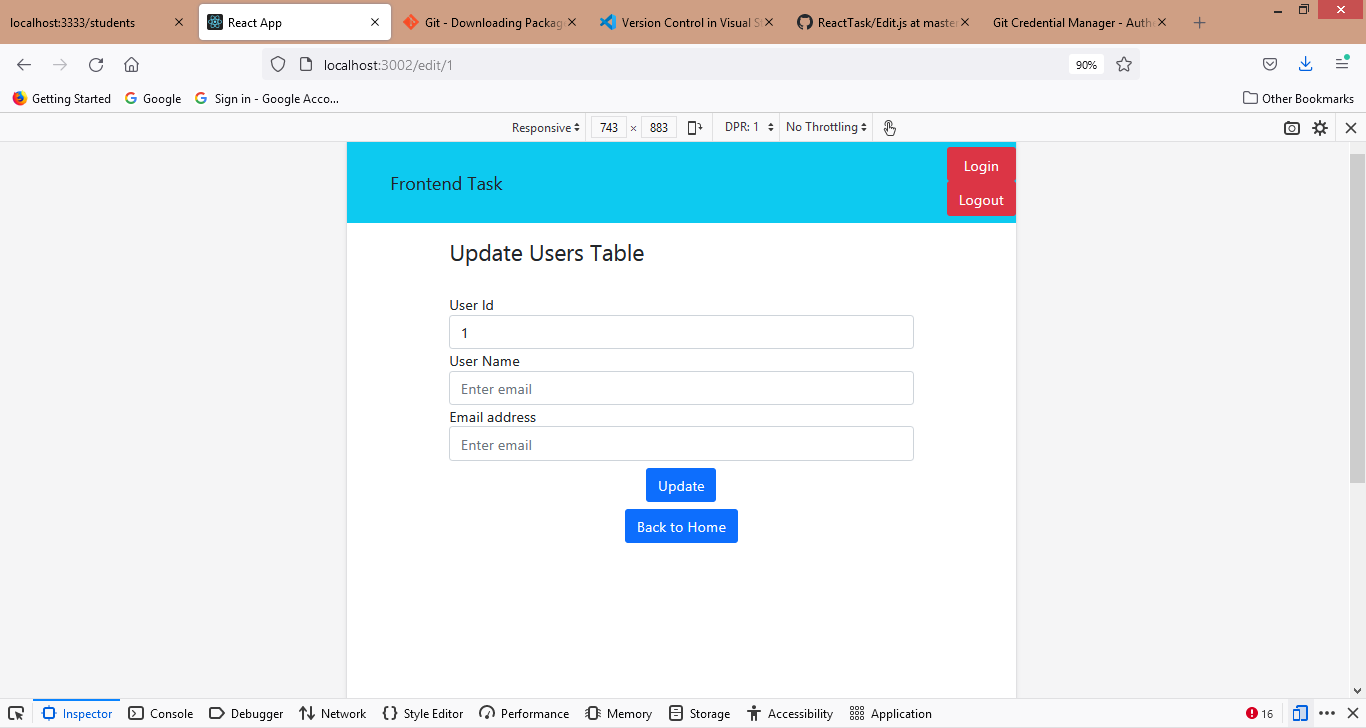 localhost:3333/students React App Git - Downloading Package Version Control in Visual St ReactTask/Edit.js at master Git Credential Manager - Authe
localhost:3002/edit/1 90%
Getting Started Google Sign in - Google Acco... Other Bookmarks
Responsive 743 × 883 DPR: 1 No Throttling
Login
Frontend Task
Logout
Update Users Table
User Id
1
User Name
Enter email
Email address
Enter email
Update
Back to Home
Inspector Console Debugger Network Style Editor Performance Memory Storage Accessibility Application 16